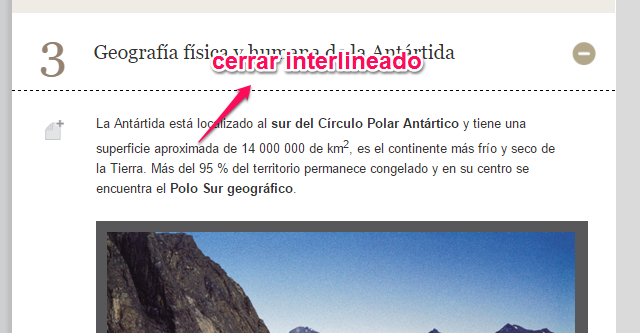 3 Geografía física y humana de la Antártida
cerrar interlineado
La Antártida está localizado al sur del Círculo Polar Antártico y tiene una
superficie aproximada de 14 000 000 de km², es el continente más frío y seco de
la Tierra. Más del 95 % del territorio permanece congelado y en su centro se
encuentra el Polo Sur geográfico.